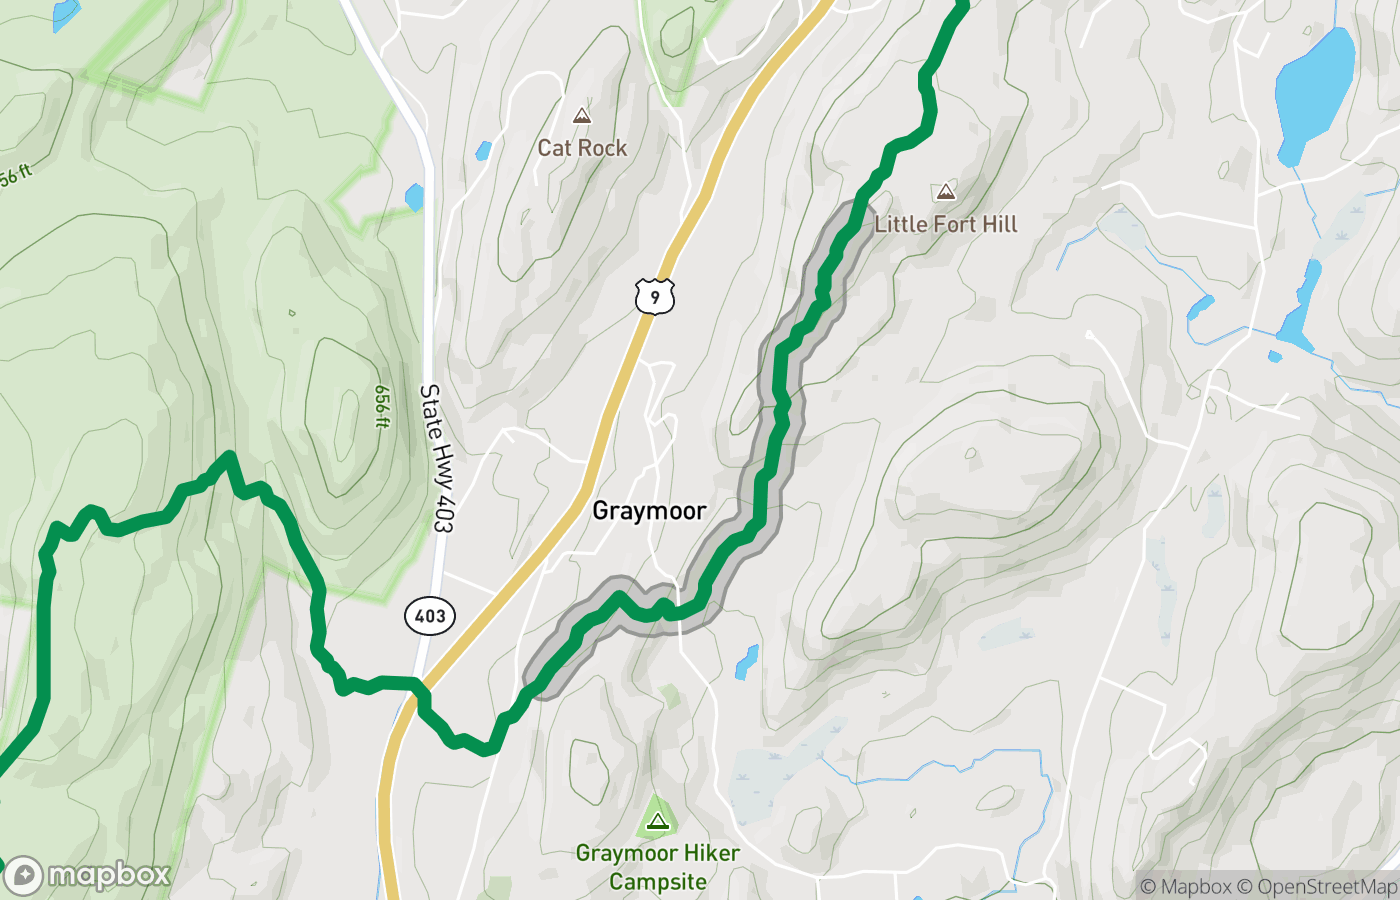 56 ft
Cat Rock
Little Fort Hill
9
656 ft
State Hwy 403
Graymoor
403
Graymoor Hiker
Campsite
mapbox
© Mapbox © OpenStreetMap